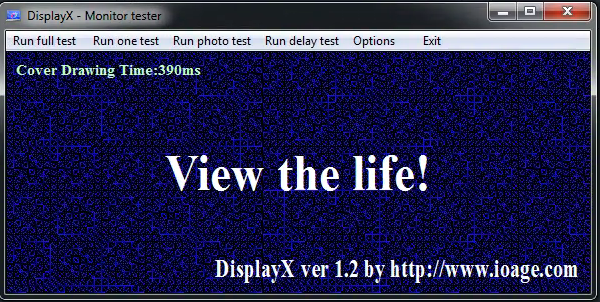 DisplayX - Monitor tester
Run full test Run one test Run photo test Run delay test Options Exit
Cover Drawing Time:390ms
View the life!
DisplayX ver 1.2 by http://www.ioage.com